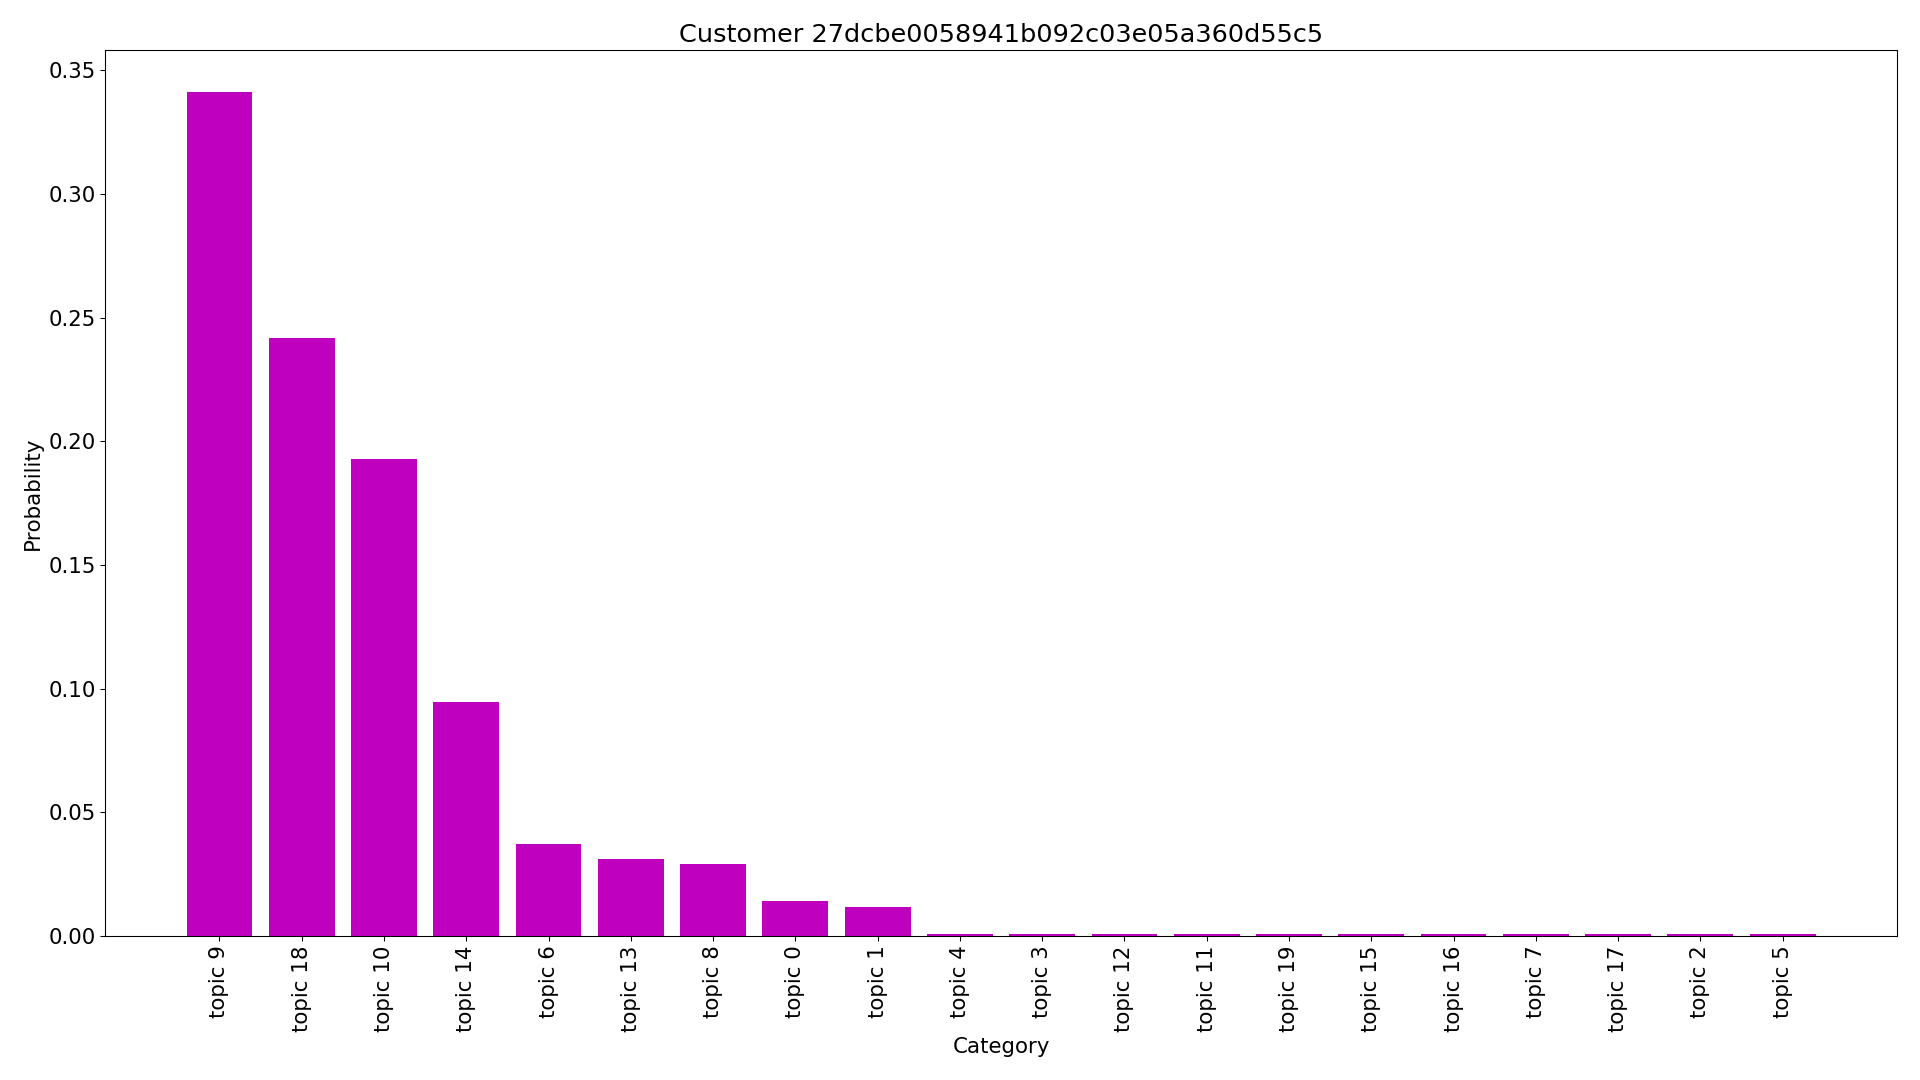 Customer 27dcbe0058941b092c03e05a360d55c5
Probability
0.35
0.30
0.25
0.20
0.15
0.10
0.05
0.00
topic 9
topic 18
topic 10
topic 14
topic 6
topic 13
topic 8
topic 0
topic 1
topic 4
topic 3
topic 12
topic 11
topic 19
topic 15
topic 16
topic 7
topic 17
topic 2
topic 5
Category